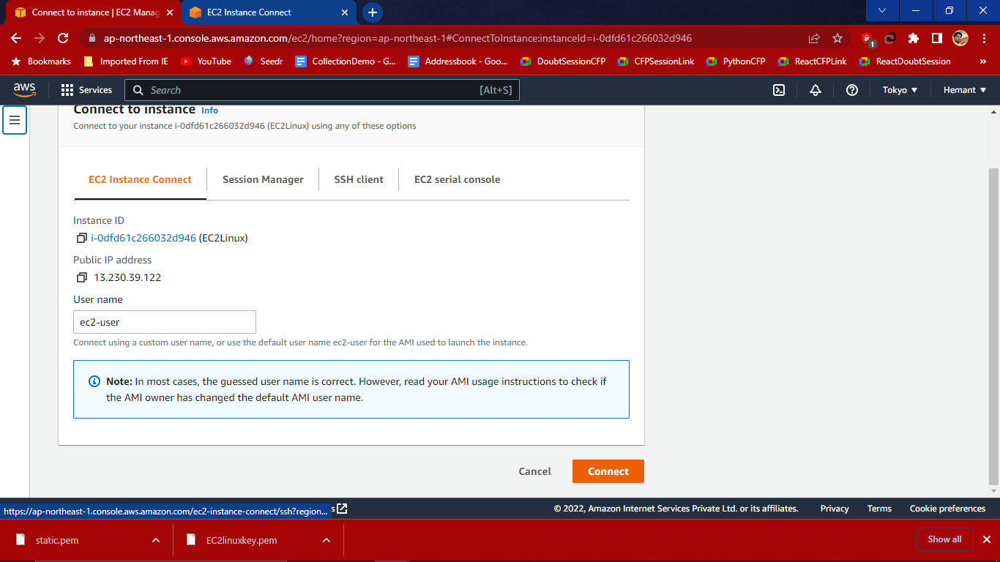 Connect to instance | EC2 Manag
EC2 Instance Connect
ap-northeast-1.console.aws.amazon.com/ec2/home?region=ap-northeast-1#ConnectToInstance:instanceId=i-0dfd61c266032d946
1
Bookmarks Imported From IE YouTube Seedr CollectionDemo - G... Addressbook - Goo... DoubtSessionCFP CFPSessionLink PythonCFP ReactCFPLink ReactDoubtSession »
aws Services Search [Alt+S] Tokyo Hemant
Connect to instance Info
Connect to your instance i-0dfd61c266032d946 (EC2Linux) using any of these options
EC2 Instance Connect Session Manager SSH client EC2 serial console
Instance ID
i-0dfd61c266032d946 (EC2Linux)
Public IP address
13.230.39.122
User name
ec2-user
Connect using a custom user name, or use the default user name ec2-user for the AMI used to launch the instance.
Note: In most cases, the guessed user name is correct. However, read your AMI usage instructions to check if
the AMI owner has changed the default AMI user name.
Cancel Connect
https://ap-northeast-1.console.aws.amazon.com/ec2-instance-connect/ssh?region... s © 2022, Amazon Internet Services Private Ltd. or its affiliates. Privacy Terms Cookie preferences
static.pem EC2linuxkey.pem Show all